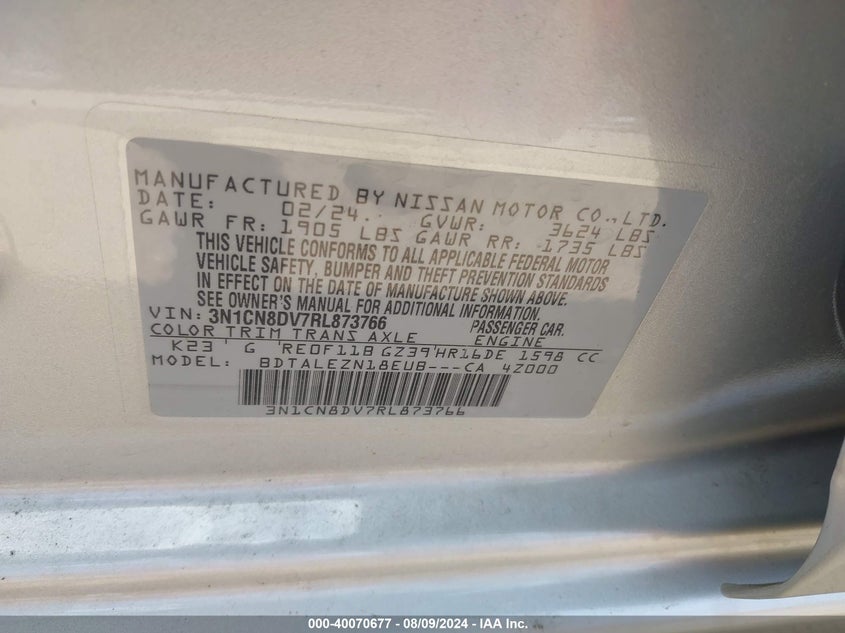 MANUFACTURED BY NISSAN MOTOR CO., LTD.
DATE: 02/24.. GVWR: 3624 LBS
GAWR FR: 1905 LBS GAWR RR: 1735 LBS
THIS VEHICLE CONFORMS TO ALL APPLICABLE FEDERAL MOTOR
VEHICLE SAFETY, BUMPER AND THEFT PREVENTION STANDARDS
IN EFFECT ON THE DATE OF MANUFACTURE SHOWN ABOVE.
SEE OWNER'S MANUAL FOR ADDITIONAL INFORMATION.
VIN: 3N1CN8DV7RL873766 PASSENGER CAR.
COLOR TRIM TRANS AXLE ENGINE
K23 ' G 'RE0F11B GZ39'HR16DE 1598 CC
MODEL: BDTALEZN18EUB---CA 4Z000
3N1CN8DV7RL873766
000-40070677 - 08/09/2024 - © IAA Inc.